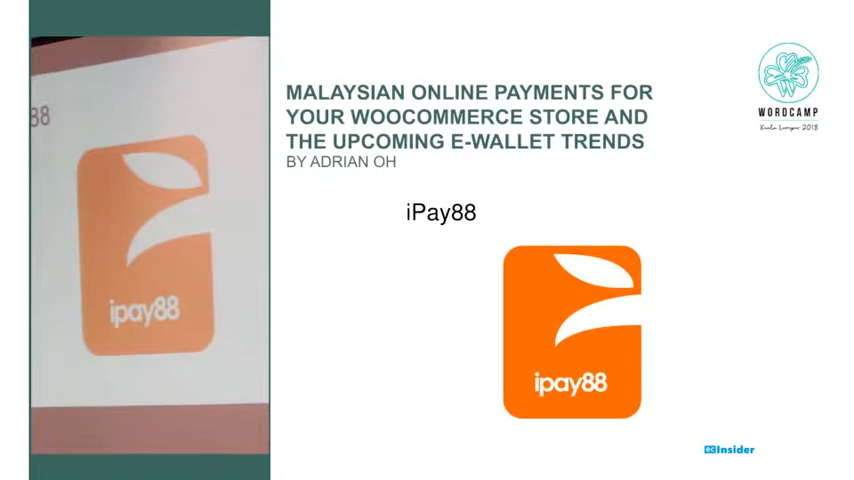 88
ipay88
MALAYSIAN ONLINE PAYMENTS FOR
YOUR WOOCOMMERCE STORE AND
THE UPCOMING E-WALLET TRENDS
BY ADRIAN OH
WORDCAMP
Kuala Lumpur 2018
iPay88
ipay88
ecInsider